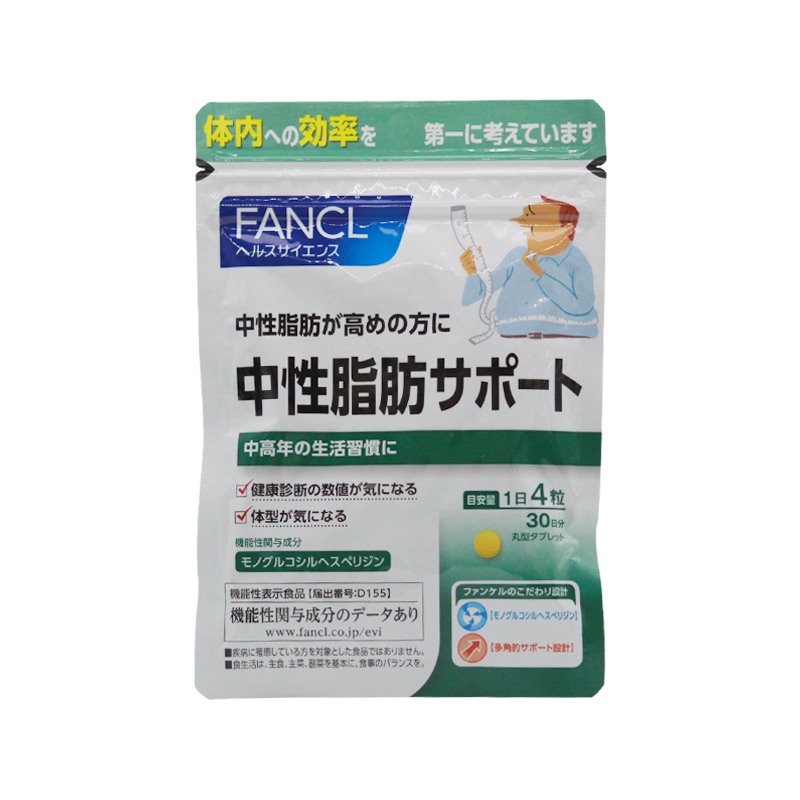 体内への効率を 第一に考えています
FANCL
ヘルスサイエンス
中性脂肪が高めの方に
中性脂肪サポート
中高年の生活習慣に
健康診断の数値が気になる
体型が気になる
機能性関与成分
モノグルコシルヘスペリジン
目安量 1日4粒
30日分
丸型タブレット
機能性表示食品【届出番号:D155】
機能性関与成分のデータあり
www.fancl.co.jp/evi
■疾病に罹患している方を対象とした食品ではありません。
■食生活は、主食、主菜、副菜を基本に、食事のバランスを。
ファンケルのこだわり設計
【モノグルコシルヘスペリジン】
【多角的サポート設計】